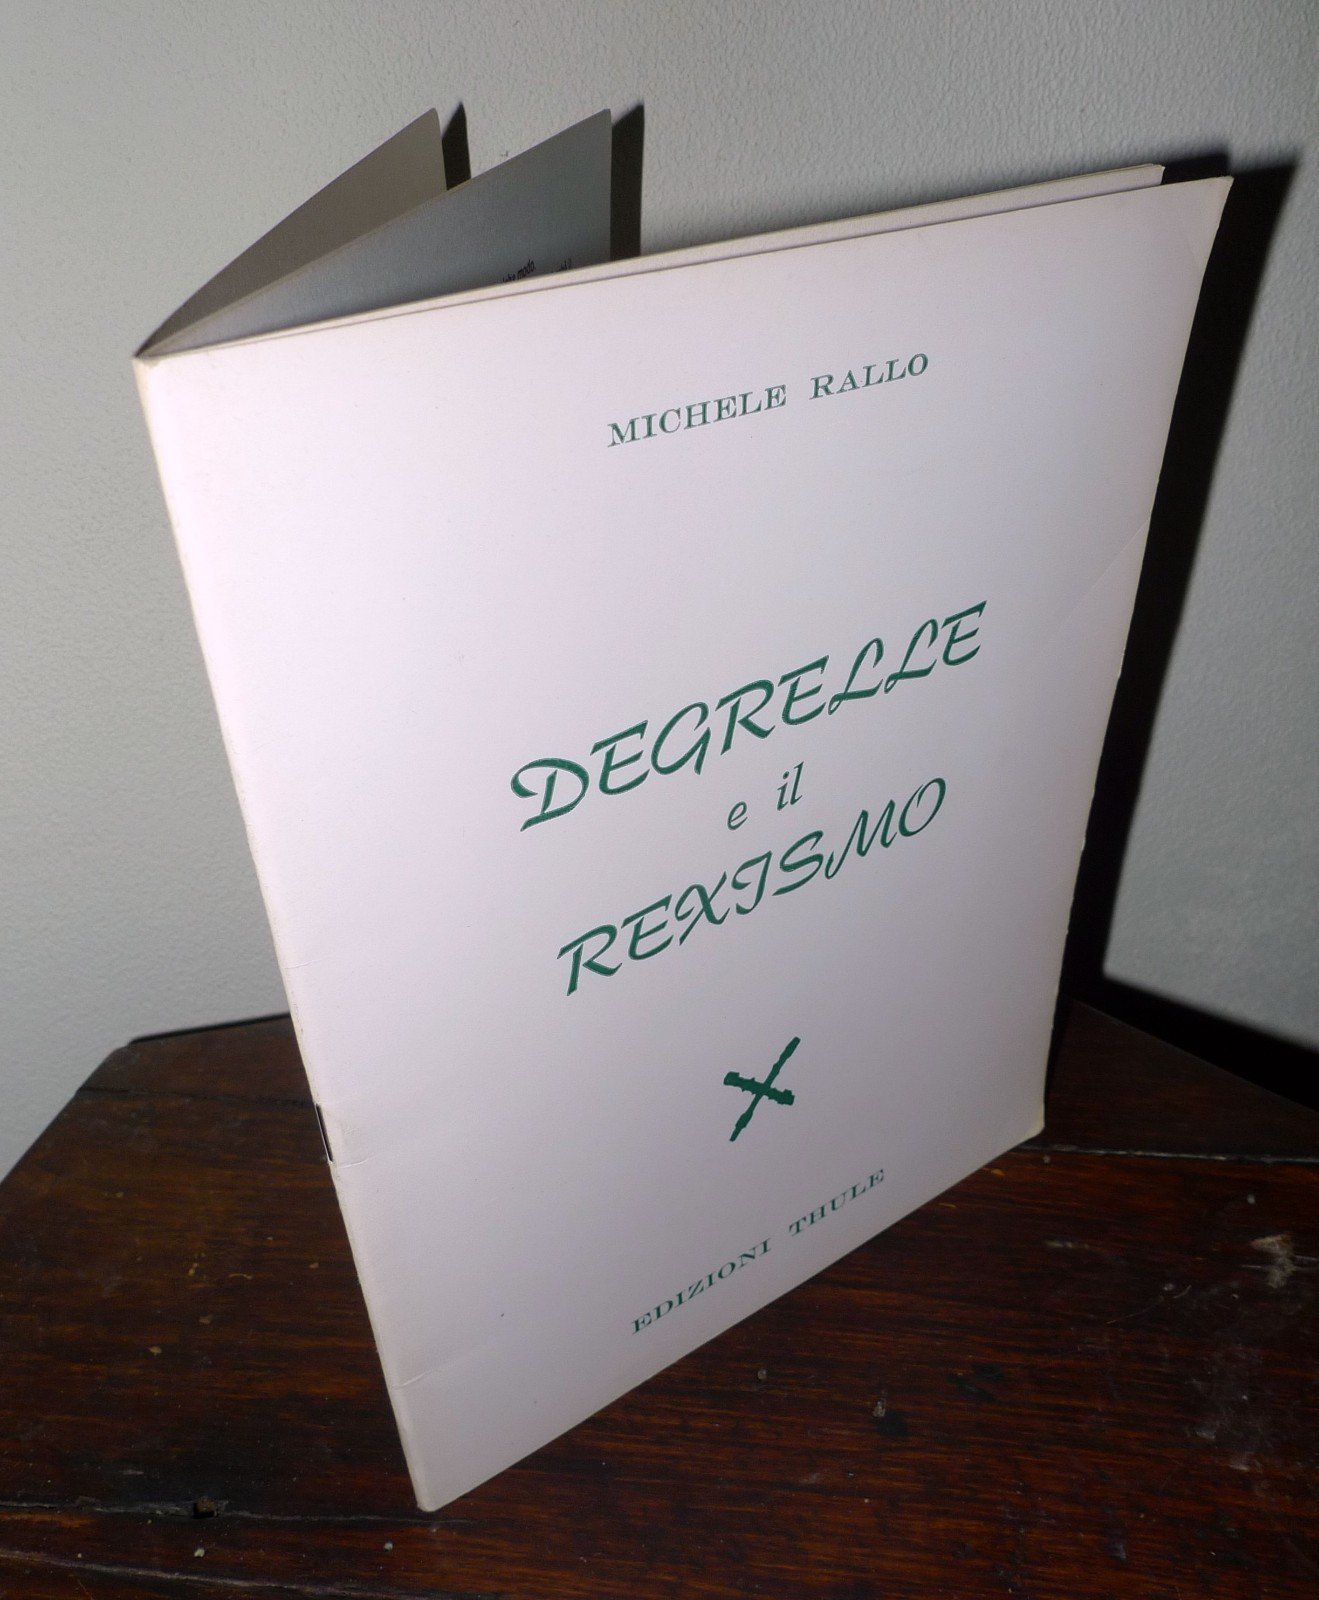 MICHELE RALLO
DEGRELLE
e il
REXISMO
EDIZIONI THULE